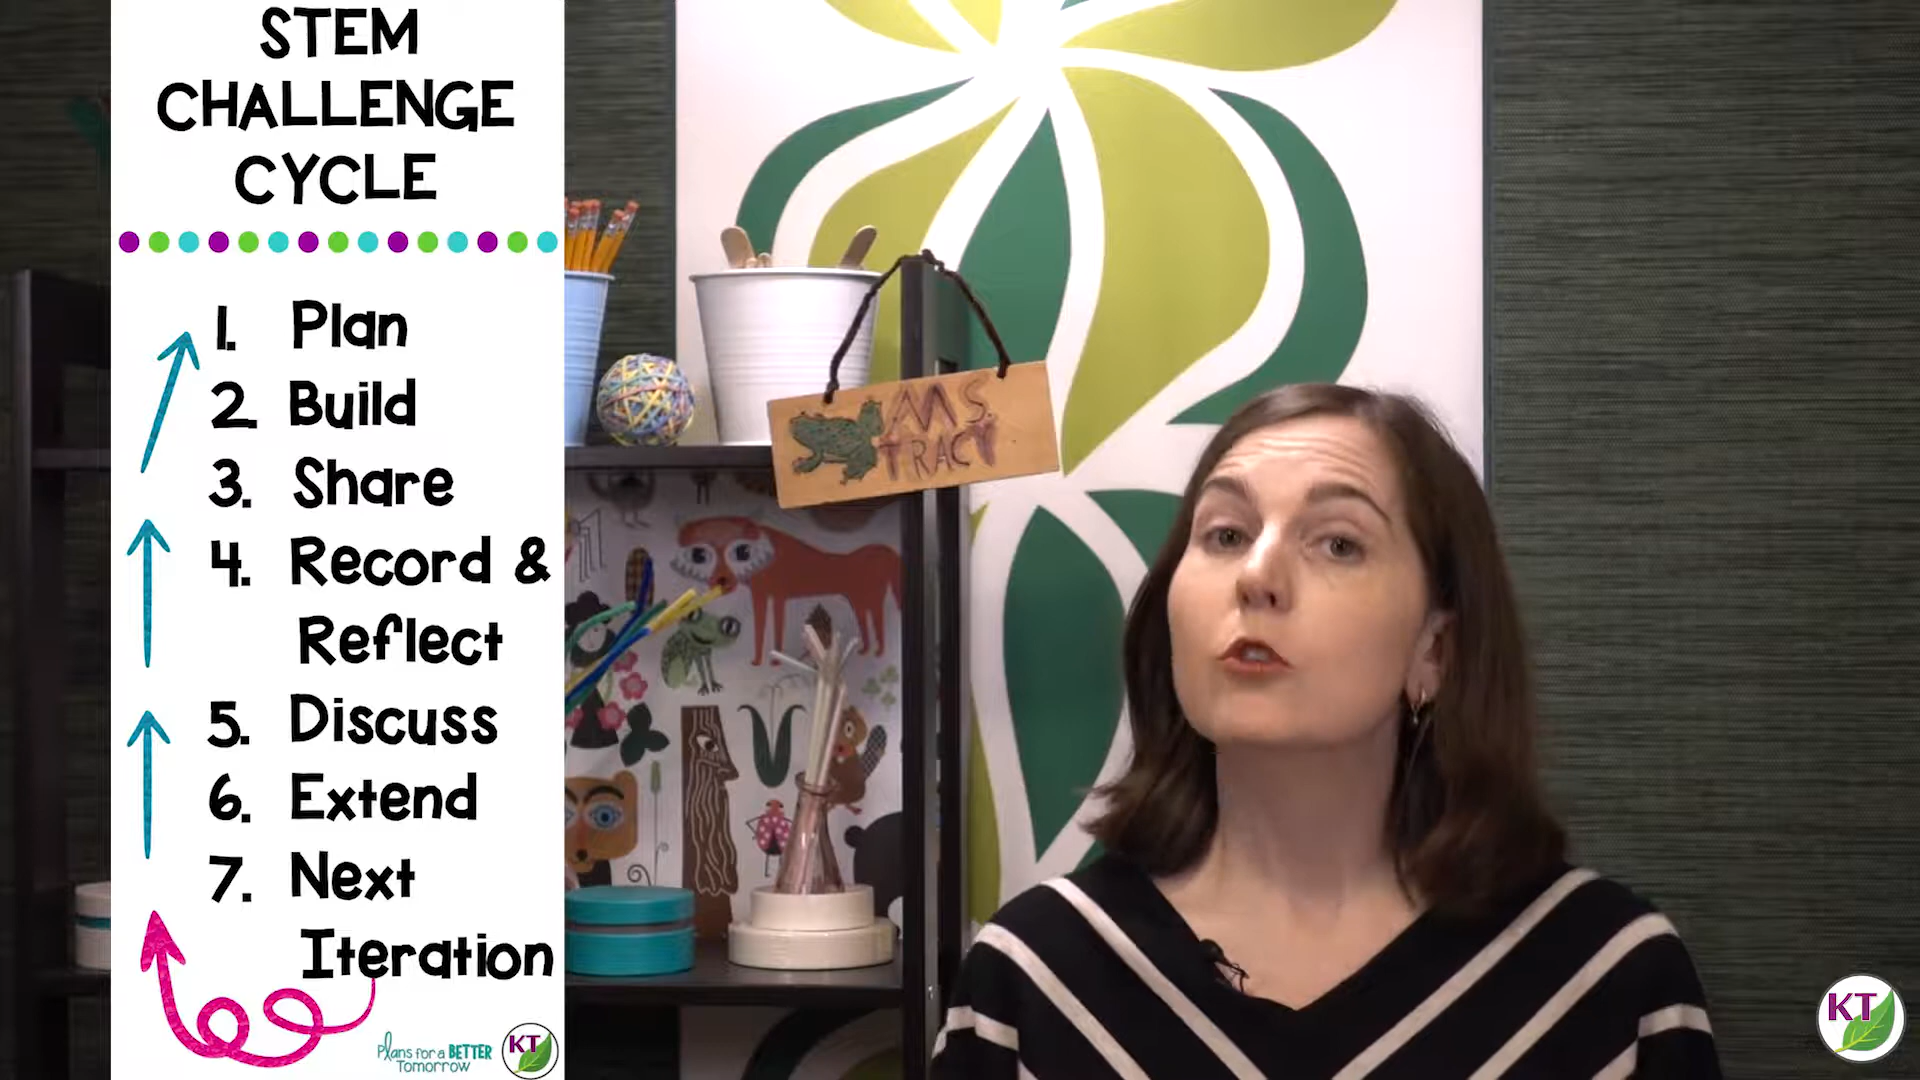 STEM
CHALLENGE
CYCLE
1. Plan
2. Build
3. Share
4. Record &
Reflect
5. Discuss
6. Extend
7. Next
Iteration
Plans for a BETTER
Tomorrow
KT
MS.
TRACY
KT